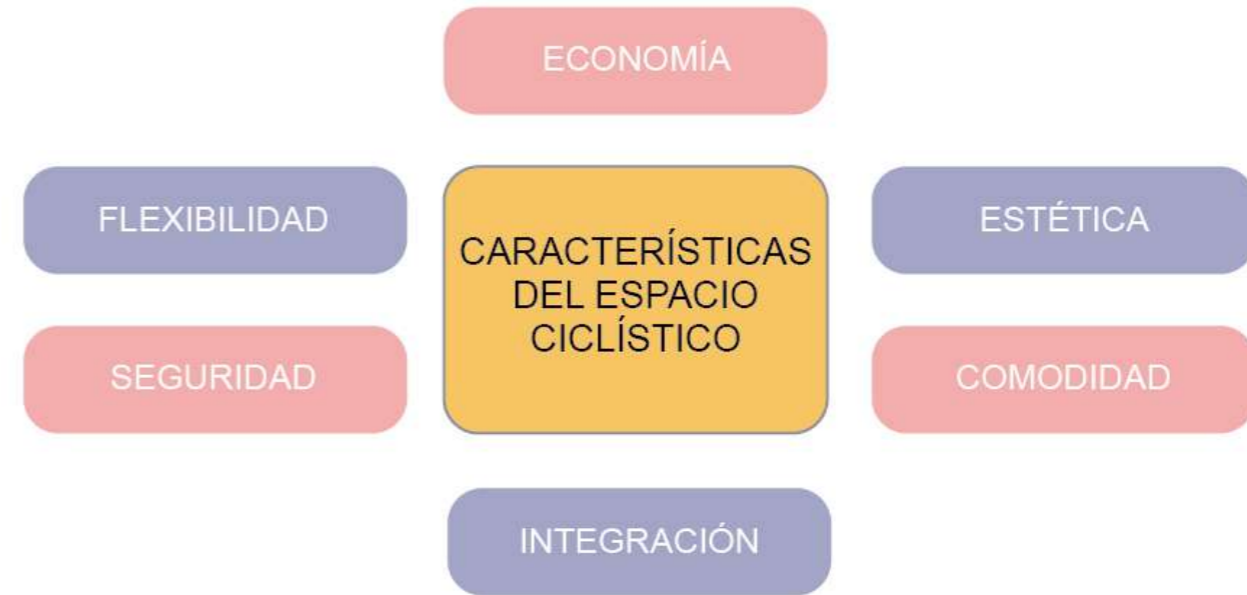 ECONOMÍA
FLEXIBILIDAD
ESTÉTICA
CARACTERÍSTICAS
DEL ESPACIO
CICLÍSTICO
SEGURIDAD
COMODIDAD
INTEGRACIÓN